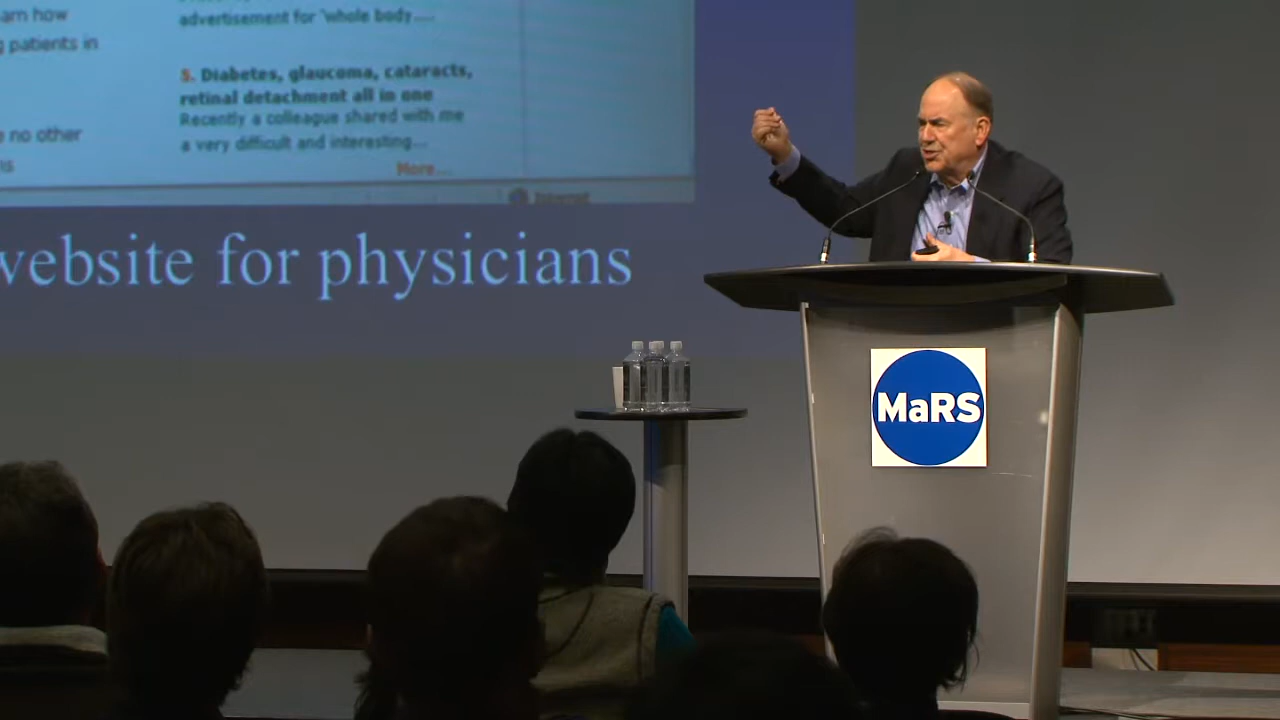 arn how
g patients in
e no other
ns
advertisement for "whole body....
5. Diabetes, glaucoma, cataracts,
retinal detachment all in one
Recently a colleague shared with me
a very difficult and interesting...
More...
Internet
website for physicians
MaRS